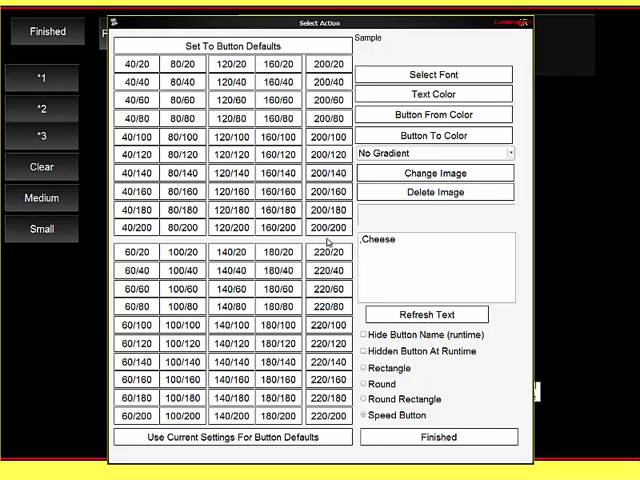 Select Action
Finished
*1
*2
*3
Clear
Medium
Small
Set To Button Defaults
40/20 80/20 120/20 160/20 200/20
40/40 80/40 120/40 160/40 200/40
40/60 80/60 120/60 160/60 200/60
40/80 80/80 120/80 160/80 200/80
40/100 80/100 120/100 160/100 200/100
40/120 80/120 120/120 160/120 200/120
40/140 80/140 120/140 160/140 200/140
40/160 80/160 120/160 160/160 200/160
40/180 80/180 120/180 160/180 200/180
40/200 80/200 120/200 160/200 200/200
60/20 100/20 140/20 180/20 220/20
60/40 100/40 140/40 180/40 220/40
60/60 100/60 140/60 180/60 220/60
60/80 100/80 140/80 180/80 220/80
60/100 100/100 140/100 180/100 220/100
60/120 100/120 140/120 180/120 220/120
60/140 100/140 140/140 180/140 220/140
60/160 100/160 140/160 180/160 220/160
60/180 100/180 140/180 180/180 220/180
60/200 100/200 140/200 180/200 220/200
Use Current Settings For Button Defaults
Sample
Select Font
Text Color
Button From Color
Button To Color
No Gradient
Change Image
Delete Image
,Cheese
Refresh Text
Hide Button Name (runtime)
Hidden Button At Runtime
Rectangle
Round
Round Rectangle
Speed Button
Finished